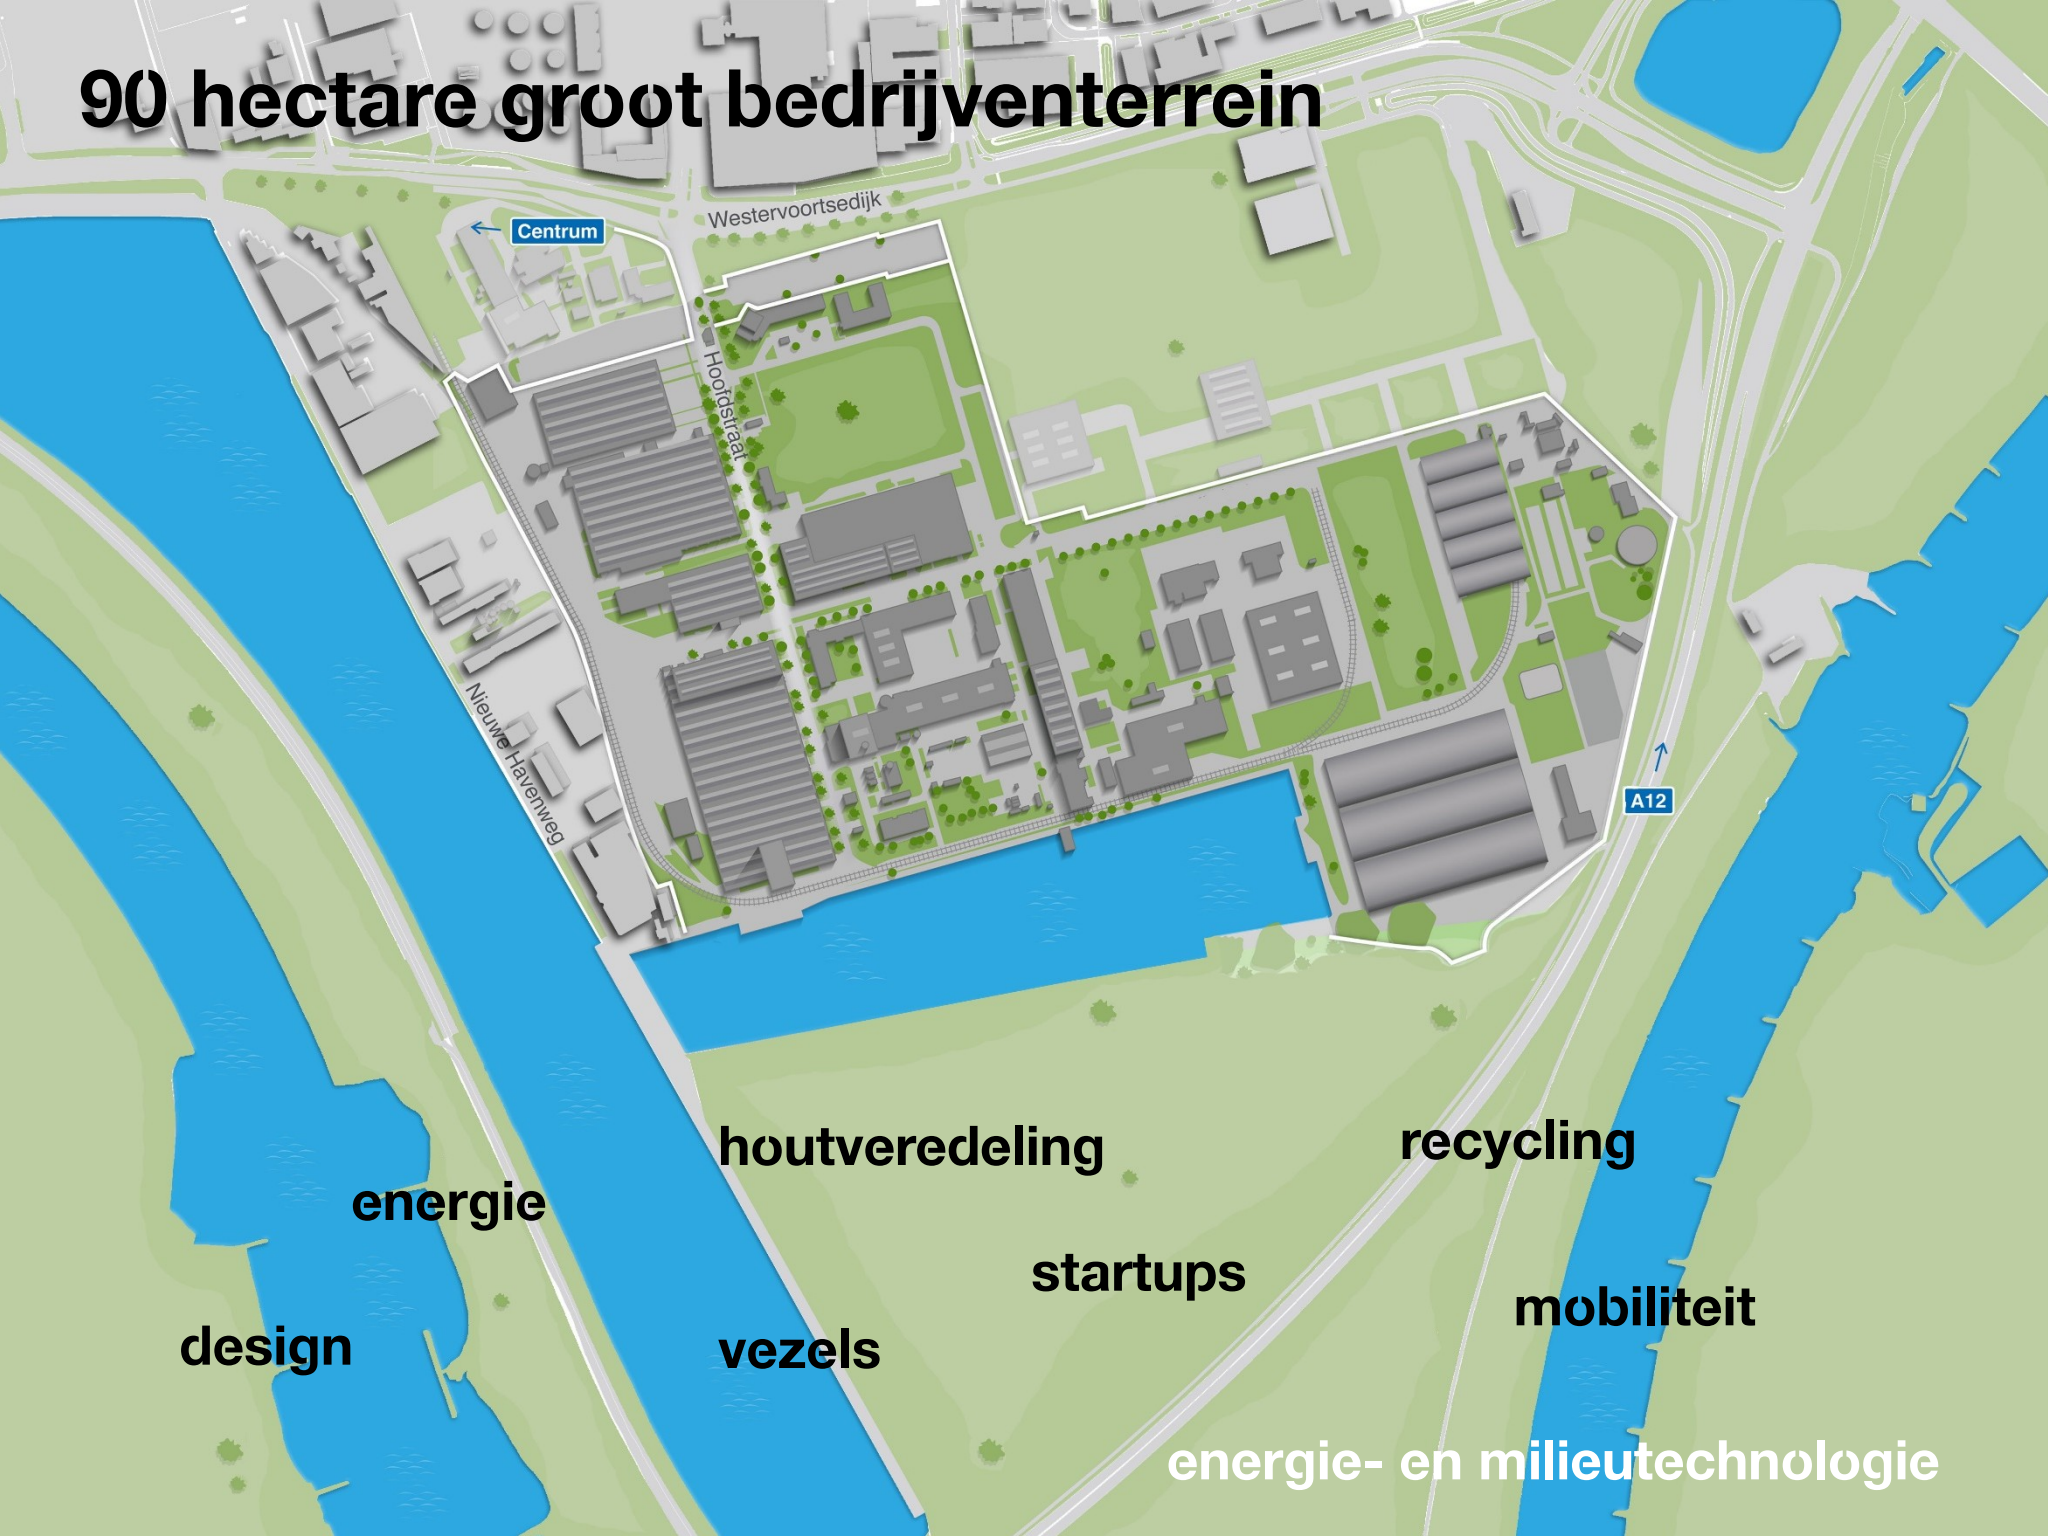 90 hectare groot bedrijventerrein
Westervoortsedijk
Centrum
Hoofdstraat
Nieuwe Havenweg
A12
houtveredeling
recycling
energie
startups
mobiliteit
design
vezels
energie- en milieutechnologie